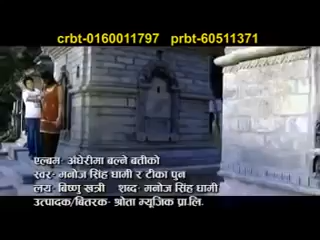 crbt-0160011797 prbt-60511371
एल्बमः अँधेरीमा बल्ने बतीको
स्वरः- मनोज सिंह धामी र टीका पुन
लयः बिष्णु खत्री शब्दः मनोज सिंह धामी
उत्पादक/बितरकः श्रोता म्यूजिक प्रा.लि.